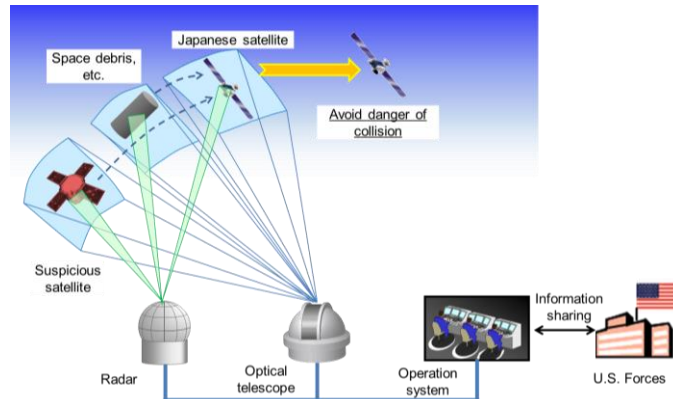 Japanese satellite
Space debris,
etc.
Avoid danger of
collision
Suspicious
satellite
Information
sharing
Radar
Optical
telescope
Operation
system
U.S. Forces